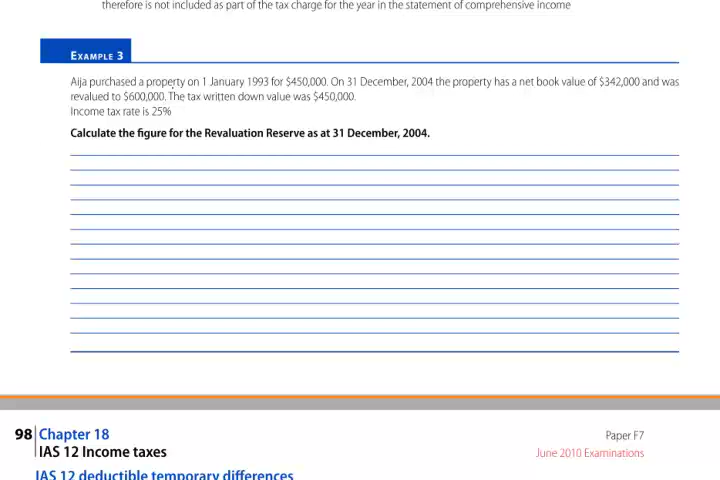 therefore is not included as part of the tax charge for the year in the statement of comprehensive income
EXAMPLE 3
Aija purchased a property on 1 January 1993 for $450,000. On 31 December, 2004 the property has a net book value of $342,000 and was
revalued to $600,000. The tax written down value was $450,000.
Income tax rate is 25%
Calculate the figure for the Revaluation Reserve as at 31 December, 2004.
98 Chapter 18 Paper F7
IAS 12 Income taxes June 2010 Examinations
IAS 12 deductible temporary differences